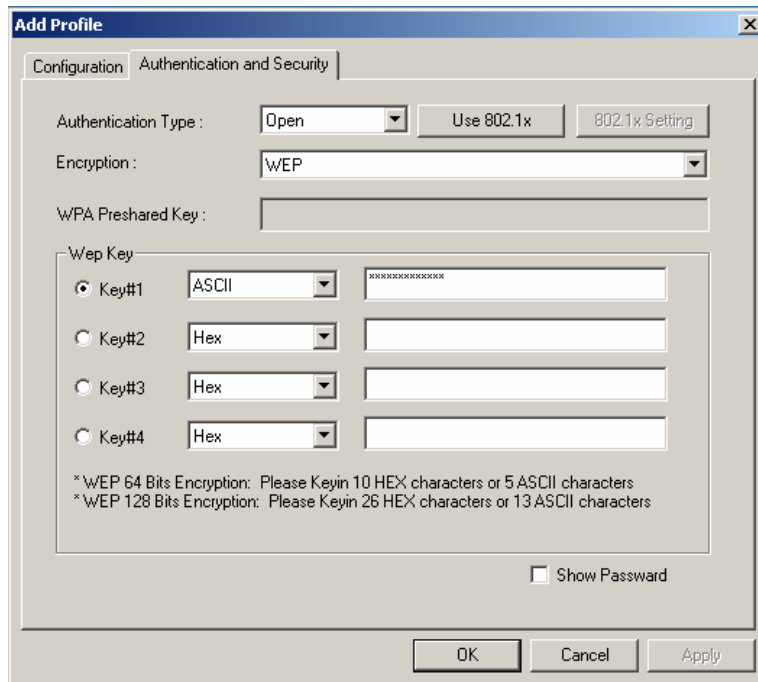 Add Profile
Configuration Authentication and Security
Authentication Type : Open Use 802.1x 802.1x Setting
Encryption : WEP
WPA Preshared Key :
Wep Key
Key#1 ASCII *************
Key#2 Hex
Key#3 Hex
Key#4 Hex
* WEP 64 Bits Encryption: Please Keyin 10 HEX characters or 5 ASCII characters
* WEP 128 Bits Encryption: Please Keyin 26 HEX characters or 13 ASCII characters
Show Passward
OK Cancel Apply